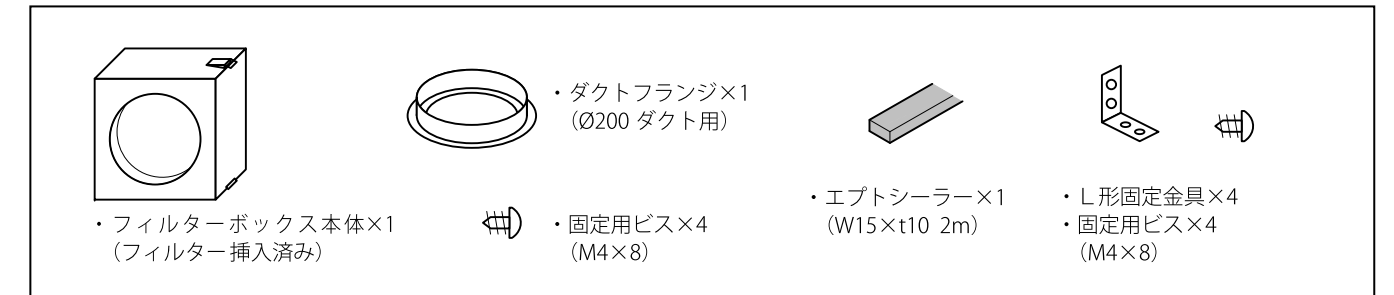 ・フィルターボックス本体×1
(フィルター挿入済み)
・ダクトフランジ×1
(Ø200 ダクト用)
・固定用ビス×4
(M4×8)
・エプトシーラー×1
(W15×t10 2m)
・L形固定金具×4
・固定用ビス×4
(M4×8)